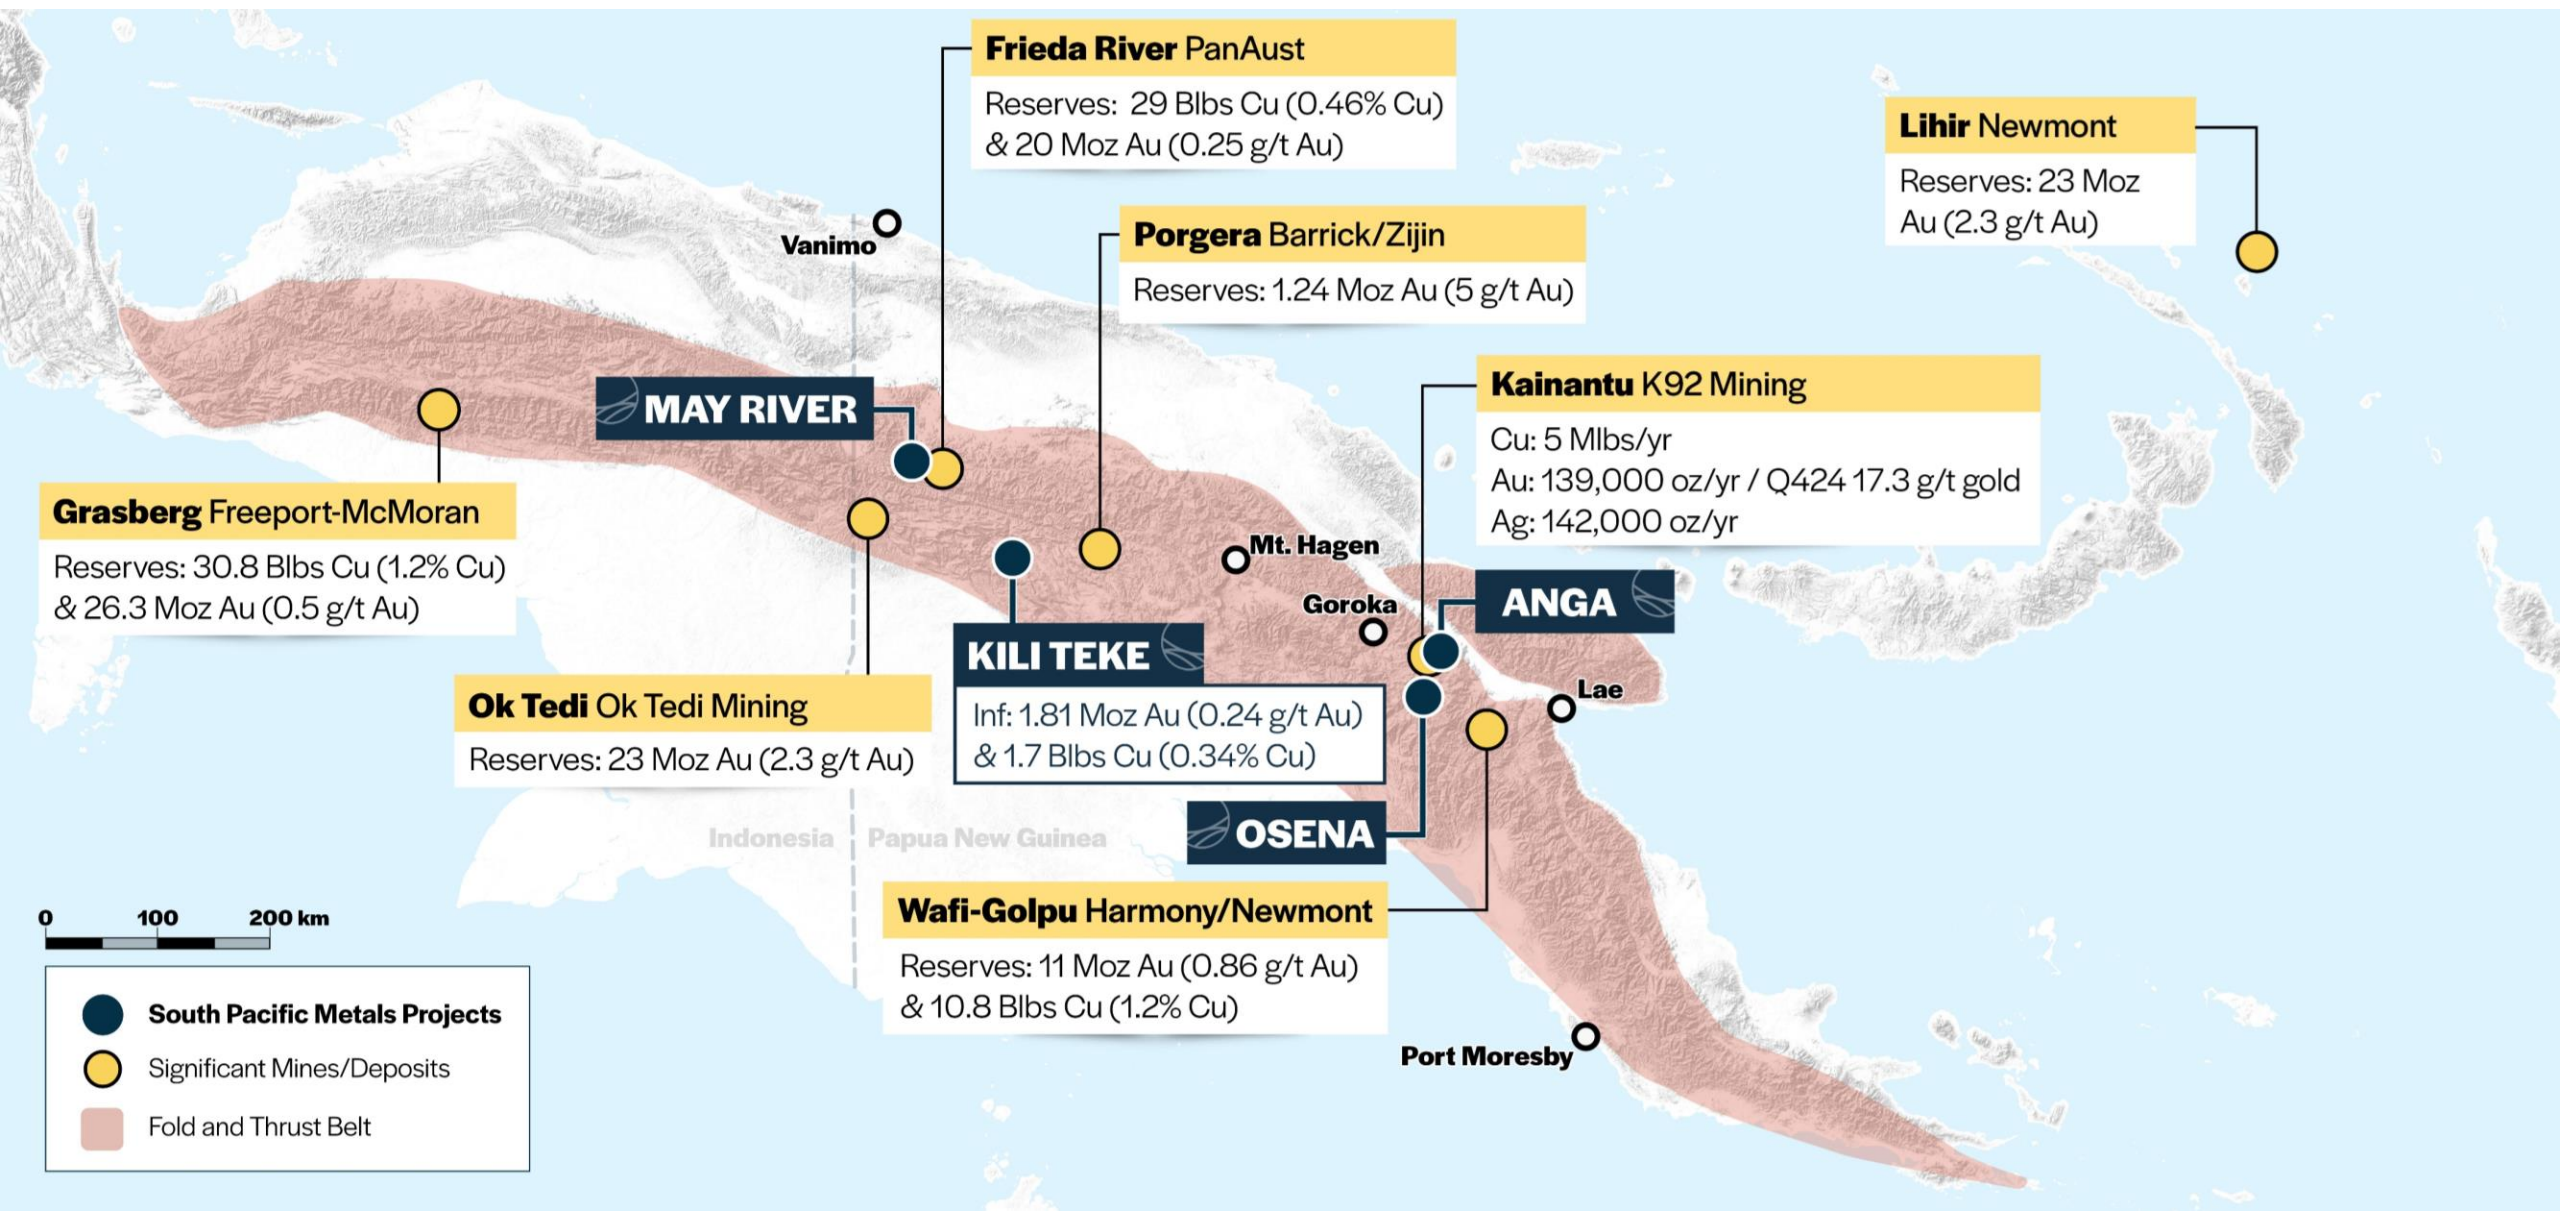 Frieda River PanAust
Reserves: 29 Blbs Cu (0.46% Cu)
& 20 Moz Au (0.25 g/t Au)
Lihir Newmont
Reserves: 23 Moz
Au (2.3 g/t Au)
Vanimo
Porgera Barrick/Zijin
Reserves: 1.24 Moz Au (5 g/t Au)
MAY RIVER
Kainantu K92 Mining
Cu: 5 Mlbs/yr
Au: 139,000 oz/yr / Q424 17.3 g/t gold
Ag: 142,000 oz/yr
Grasberg Freeport-McMoran
Reserves: 30.8 Blbs Cu (1.2% Cu)
& 26.3 Moz Au (0.5 g/t Au)
Mt. Hagen
Goroka
ANGA
KILI TEKE
Inf: 1.81 Moz Au (0.24 g/t Au)
& 1.7 Blbs Cu (0.34% Cu)
Lae
Ok Tedi Ok Tedi Mining
Reserves: 23 Moz Au (2.3 g/t Au)
Indonesia
Papua New Guinea
OSENA
Wafi-Golpu Harmony/Newmont
Reserves: 11 Moz Au (0.86 g/t Au)
& 10.8 Blbs Cu (1.2% Cu)
Port Moresby
0 100 200 km
South Pacific Metals Projects
Significant Mines/Deposits
Fold and Thrust Belt